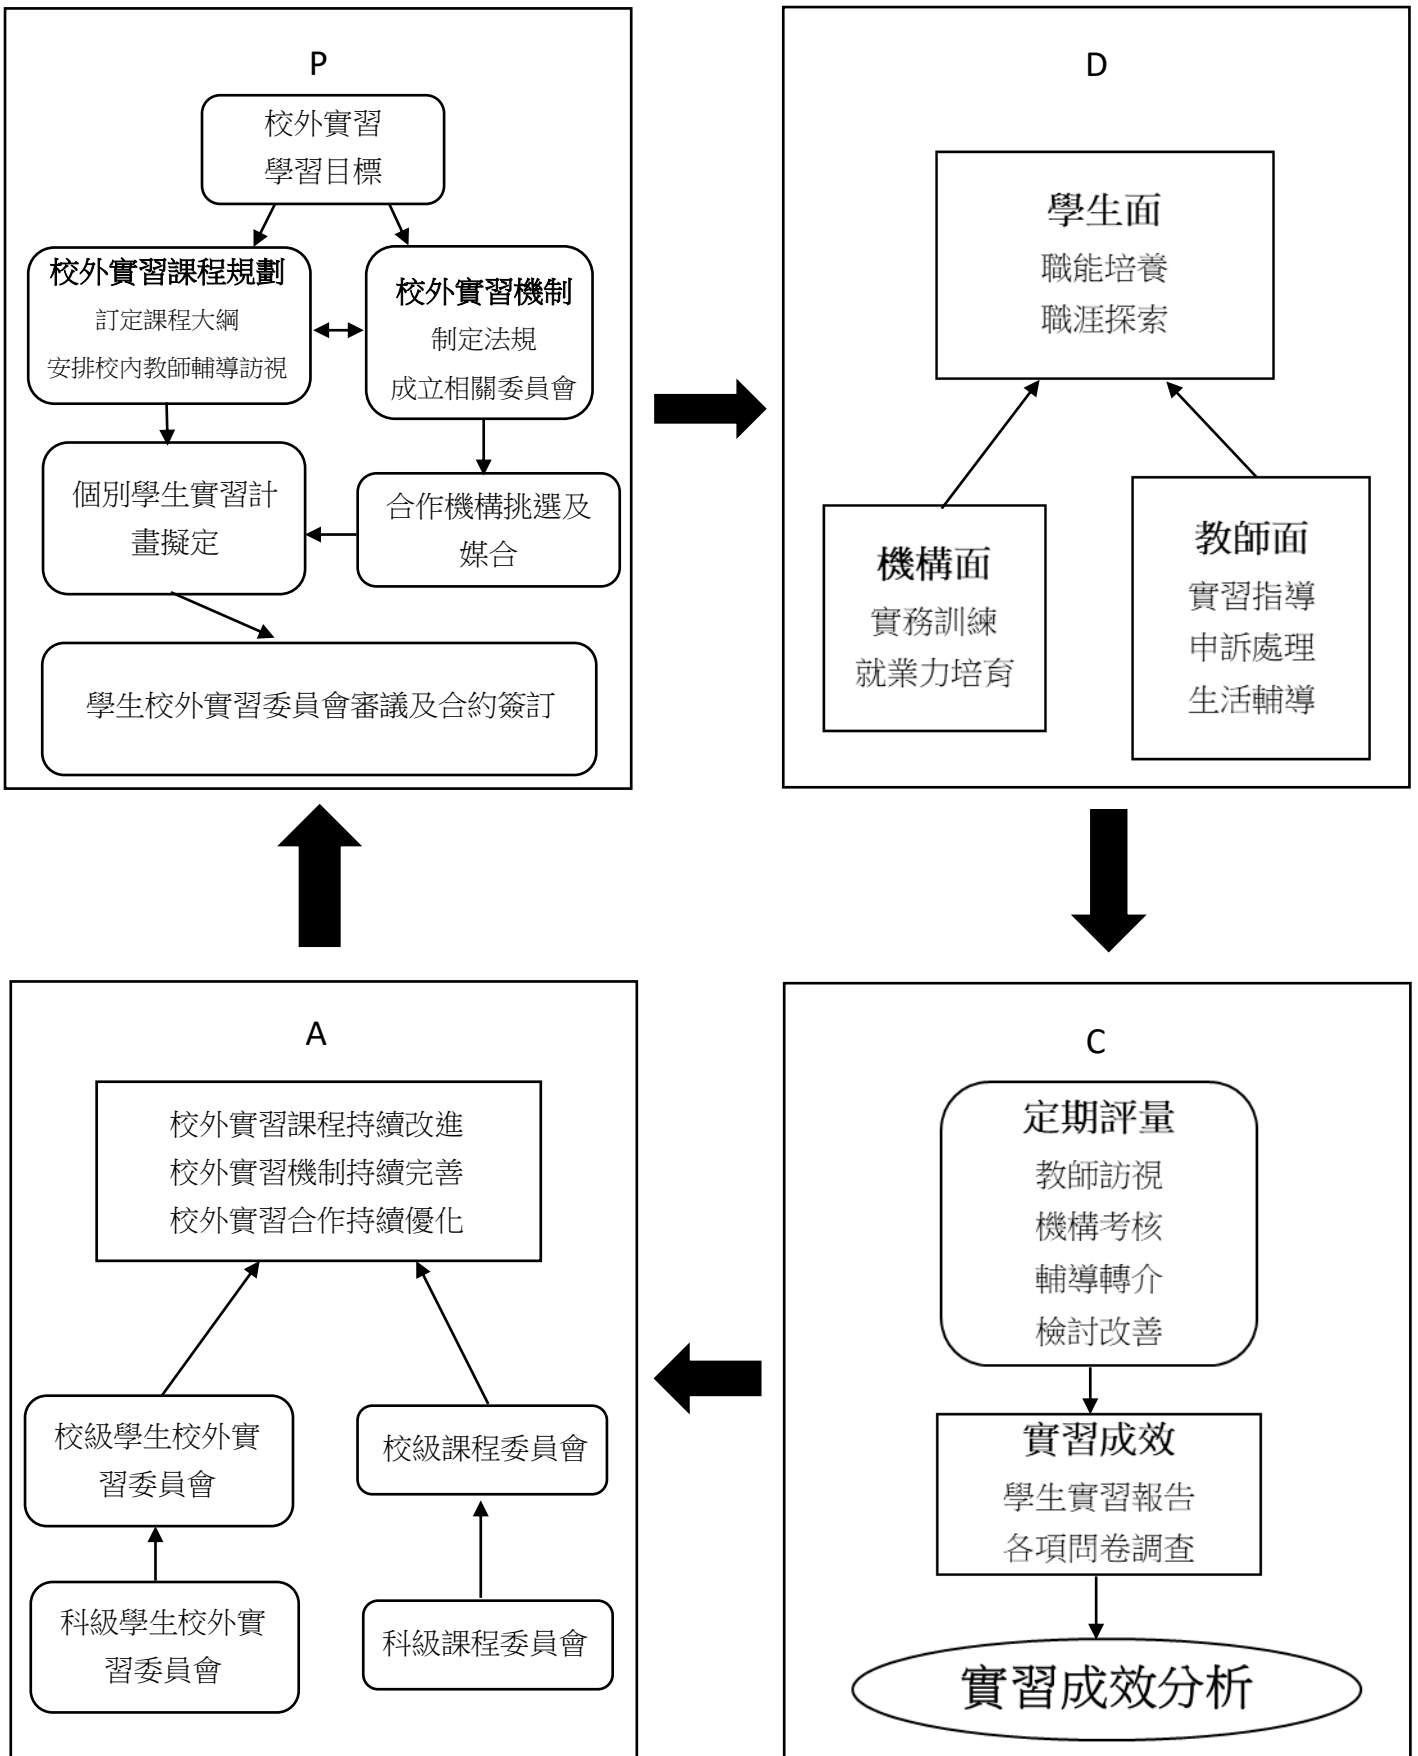 P
校外實習
學習目標
校外實習課程規劃
訂定課程大綱
安排校內教師輔導訪視
校外實習機制
制定法規
成立相關委員會
個別學生實習計
畫擬定
合作機構挑選及
媒合
學生校外實習委員會審議及合約簽訂
D
學生面
職能培養
職涯探索
機構面
實務訓練
就業力培育
教師面
實習指導
申訴處理
生活輔導
A
校外實習課程持續改進
校外實習機制持續完善
校外實習合作持續優化
校級學生校外實
習委員會
校級課程委員會
科級學生校外實
習委員會
科級課程委員會
C
定期評量
教師訪視
機構考核
輔導轉介
檢討改善
實習成效
學生實習報告
各項問卷調查
實習成效分析